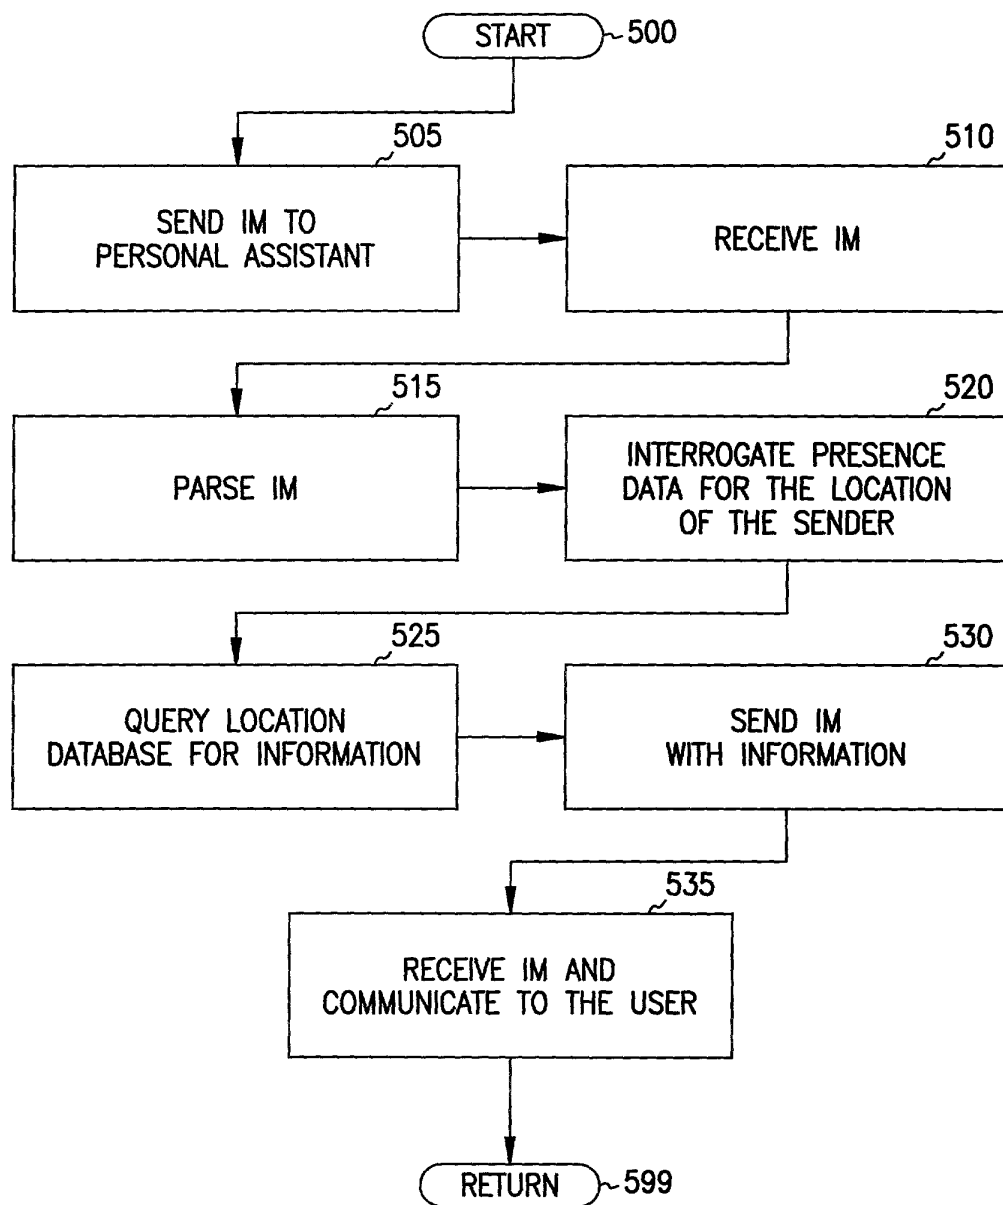 START
500
505
SEND IM TO
PERSONAL ASSISTANT
510
RECEIVE IM
515
PARSE IM
520
INTERROGATE PRESENCE
DATA FOR THE LOCATION
OF THE SENDER
525
QUERY LOCATION
DATABASE FOR INFORMATION
530
SEND IM
WITH INFORMATION
535
RECEIVE IM AND
COMMUNICATE TO THE USER
RETURN
599